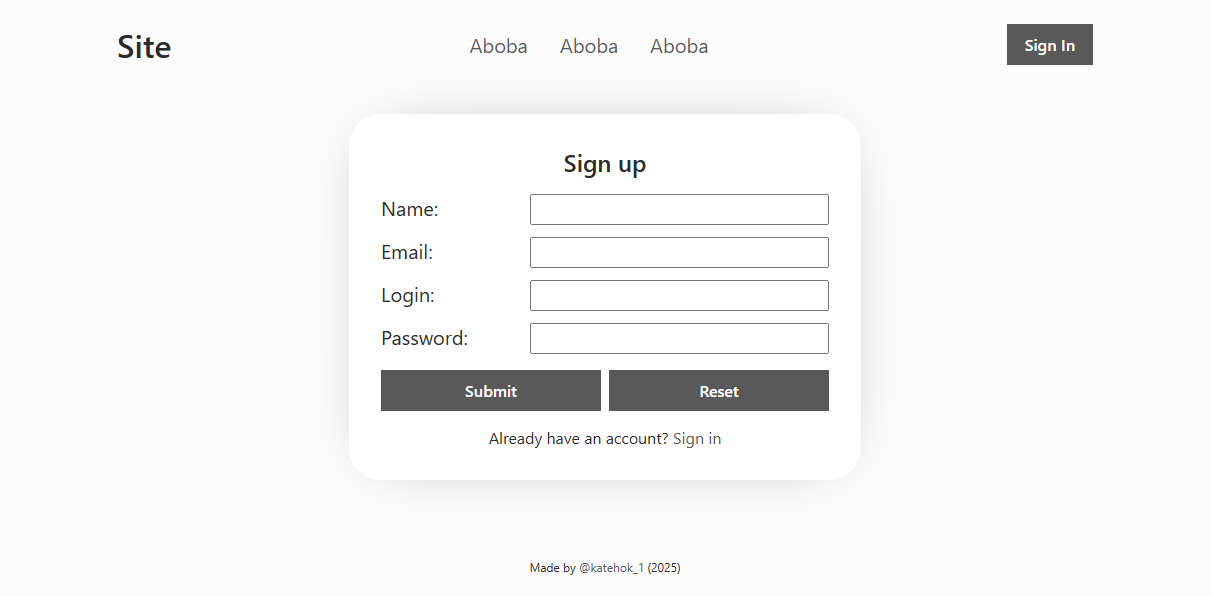 Site
Aboba Aboba Aboba
Sign In
Sign up
Name:
Email:
Login:
Password:
Submit
Reset
Already have an account? Sign in
Made by @katehok_1 (2025)